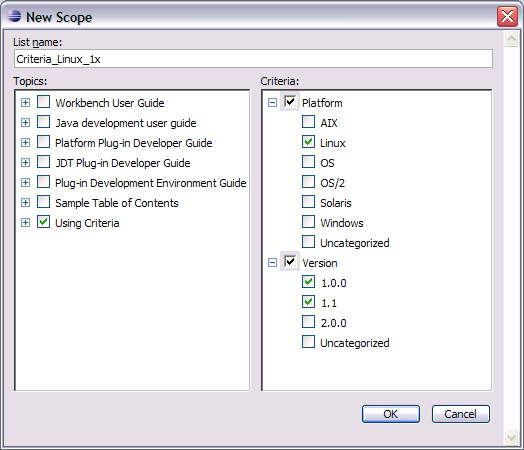 New Scope
List name:
Criteria_Linux_1x
Topics:
Workbench User Guide
Java development user guide
Platform Plug-in Developer Guide
JDT Plug-in Developer Guide
Plug-in Development Environment Guide
Sample Table of Contents
Using Criteria
Criteria:
Platform
AIX
Linux
OS
OS/2
Solaris
Windows
Uncategorized
Version
1.0.0
1.1
2.0.0
Uncategorized
OK
Cancel